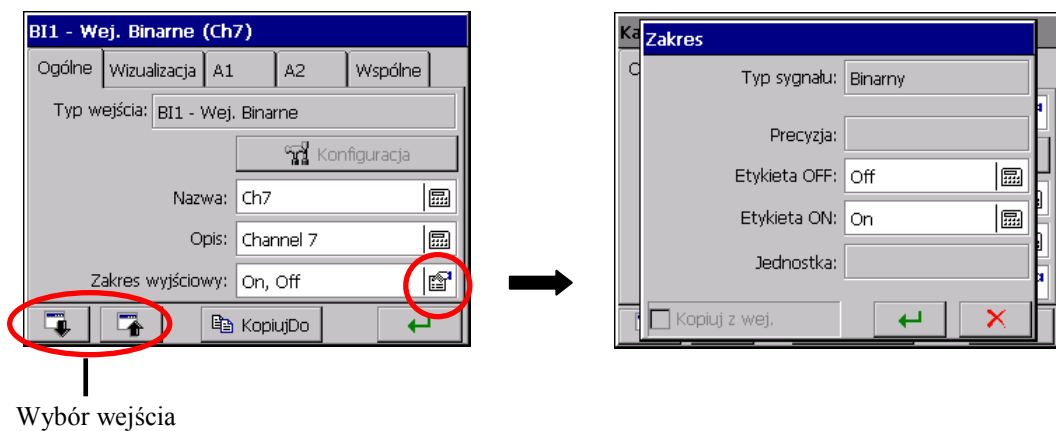 BI1 - Wej. Binarne (Ch7)
Ogólne Wizualizacja A1 A2 Wspólne
Typ wejścia: BI1 - Wej. Binarne
Konfiguracja
Nazwa: Ch7
Opis: Channel 7
Zakres wyjściowy: On, Off
KopiujDo
Wybór wejścia
Ka
O
Zakres
Typ sygnału: Binarny
Precyzja:
Etykieta OFF: Off
Etykieta ON: On
Jednostka:
Kopiuj z wej.